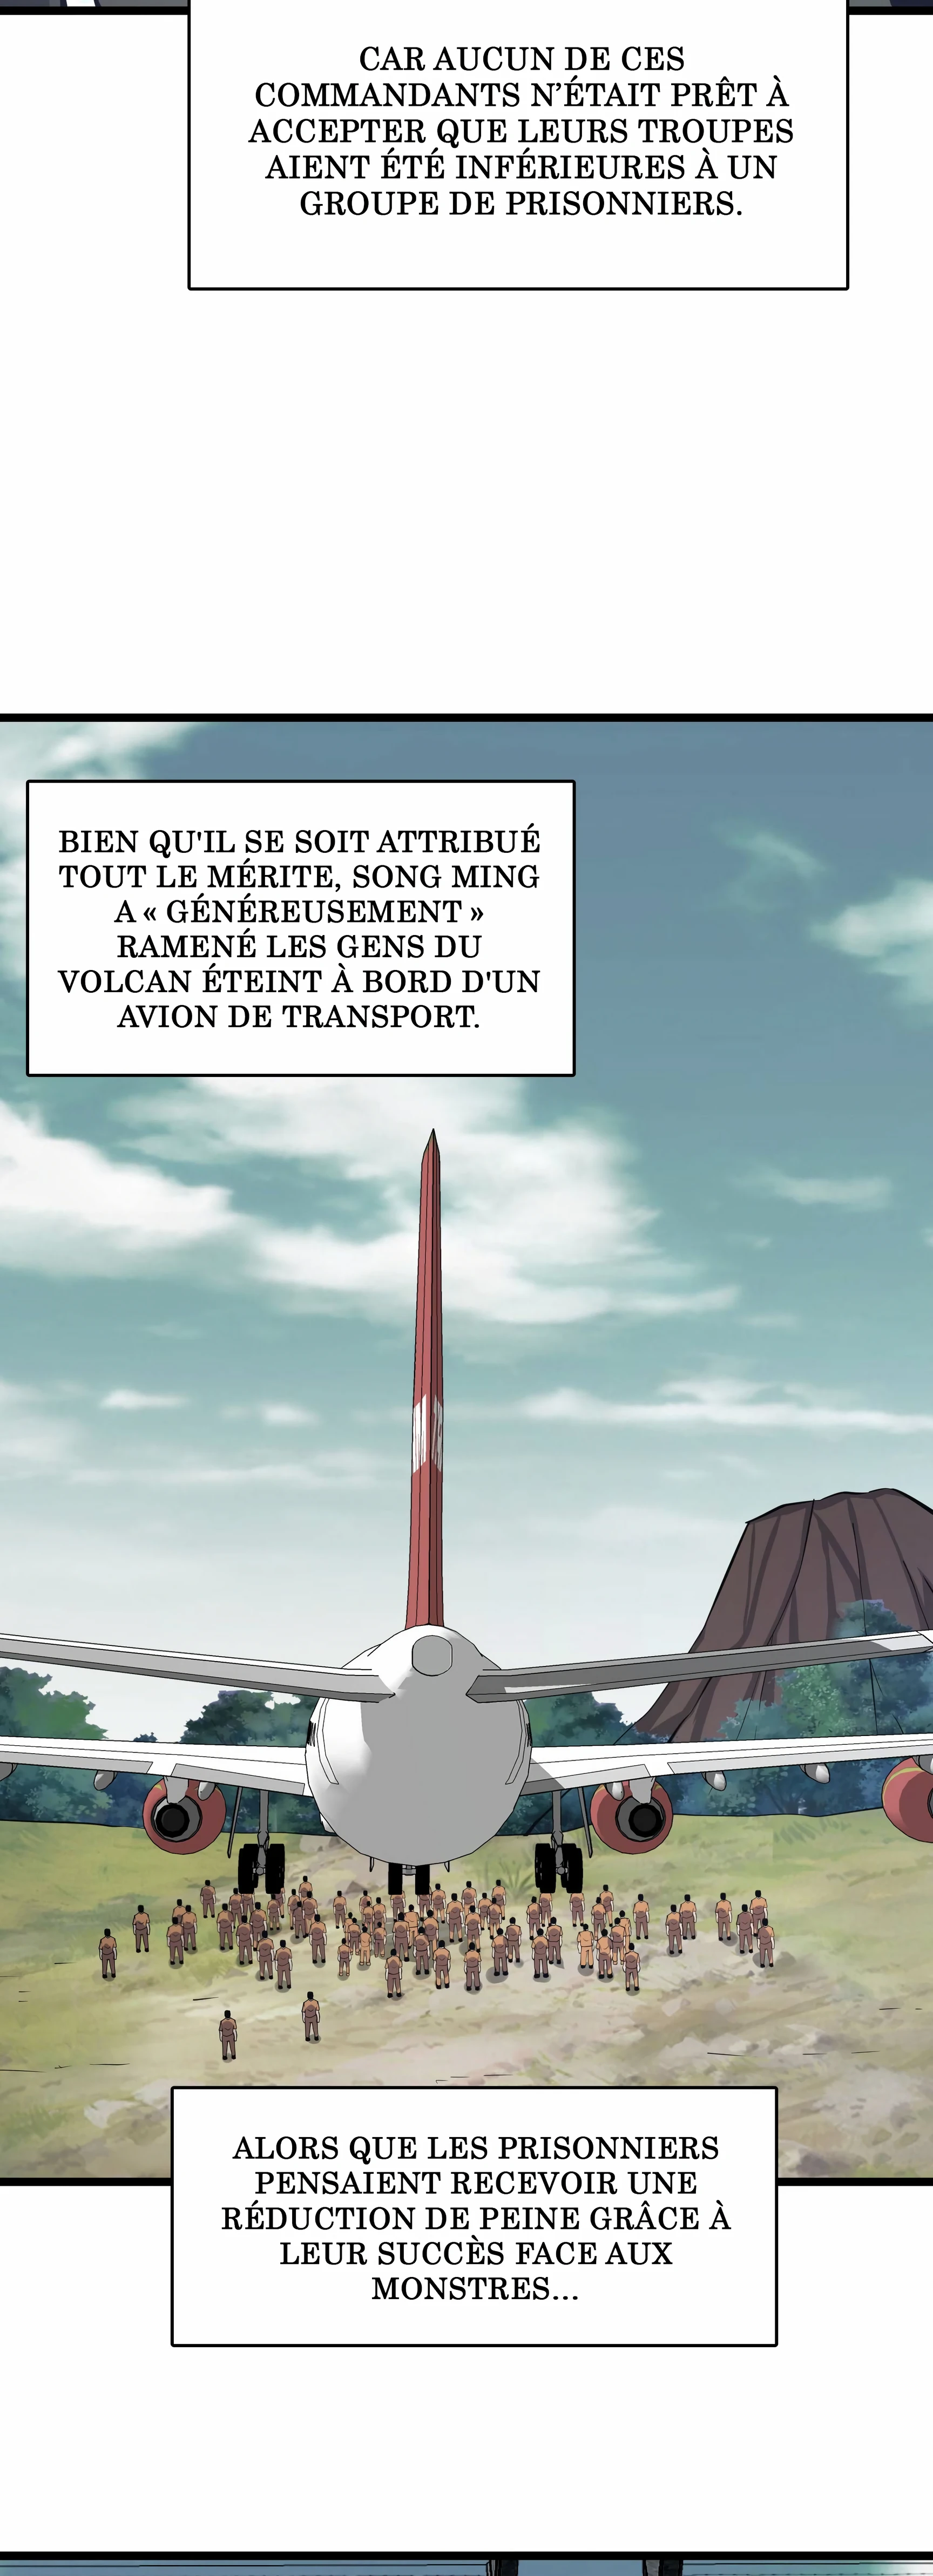 CAR AUCUN DE CES
COMMANDANTS N'ÉTAIT PRÊT À
ACCEPTER QUE LEURS TROUPES
AIENT ÉTÉ INFÉRIEURES À UN
GROUPE DE PRISONNIERS.
BIEN QU'IL SE SOIT ATTRIBUÉ
TOUT LE MÉRITE, SONG MING
A « GÉNÉREUSEMENT »
RAMENÉ LES GENS DU
VOLCAN ÉTEINT À BORD D'UN
AVION DE TRANSPORT.
ALORS QUE LES PRISONNIERS
PENSAIENT RECEVOIR UNE
RÉDUCTION DE PEINE GRÂCE À
LEUR SUCCÈS FACE AUX
MONSTRES...